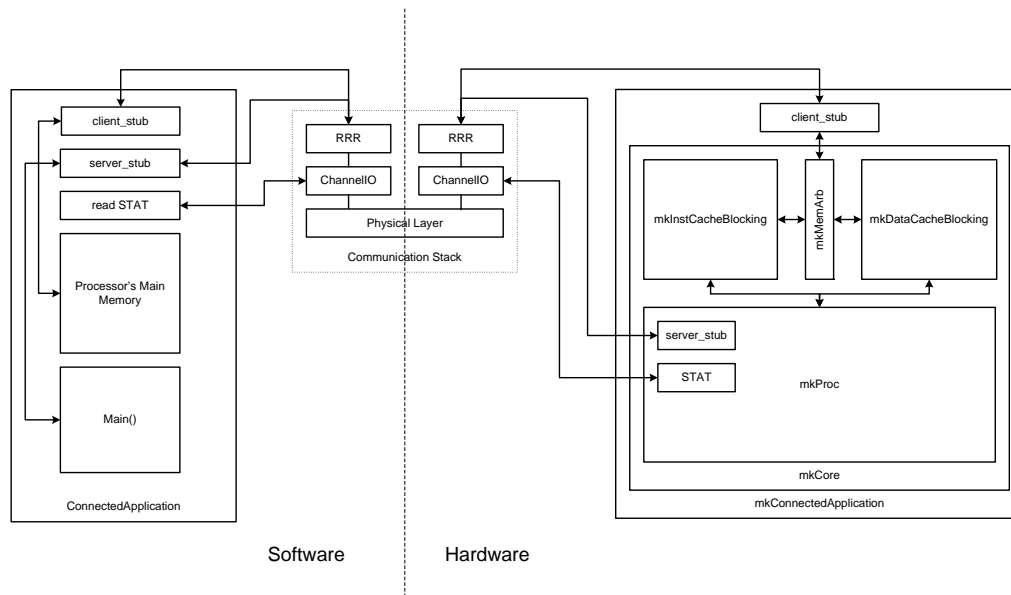 client_stub
server_stub
read STAT
Processor's Main
Memory
Main()
ConnectedApplication
RRR
RRR
ChannelIO
ChannelIO
Physical Layer
Communication Stack
client_stub
mkInstCacheBlocking
mkMemArb
mkDataCacheBlocking
server_stub
STAT
mkProc
mkCore
mkConnectedApplication
Software
Hardware